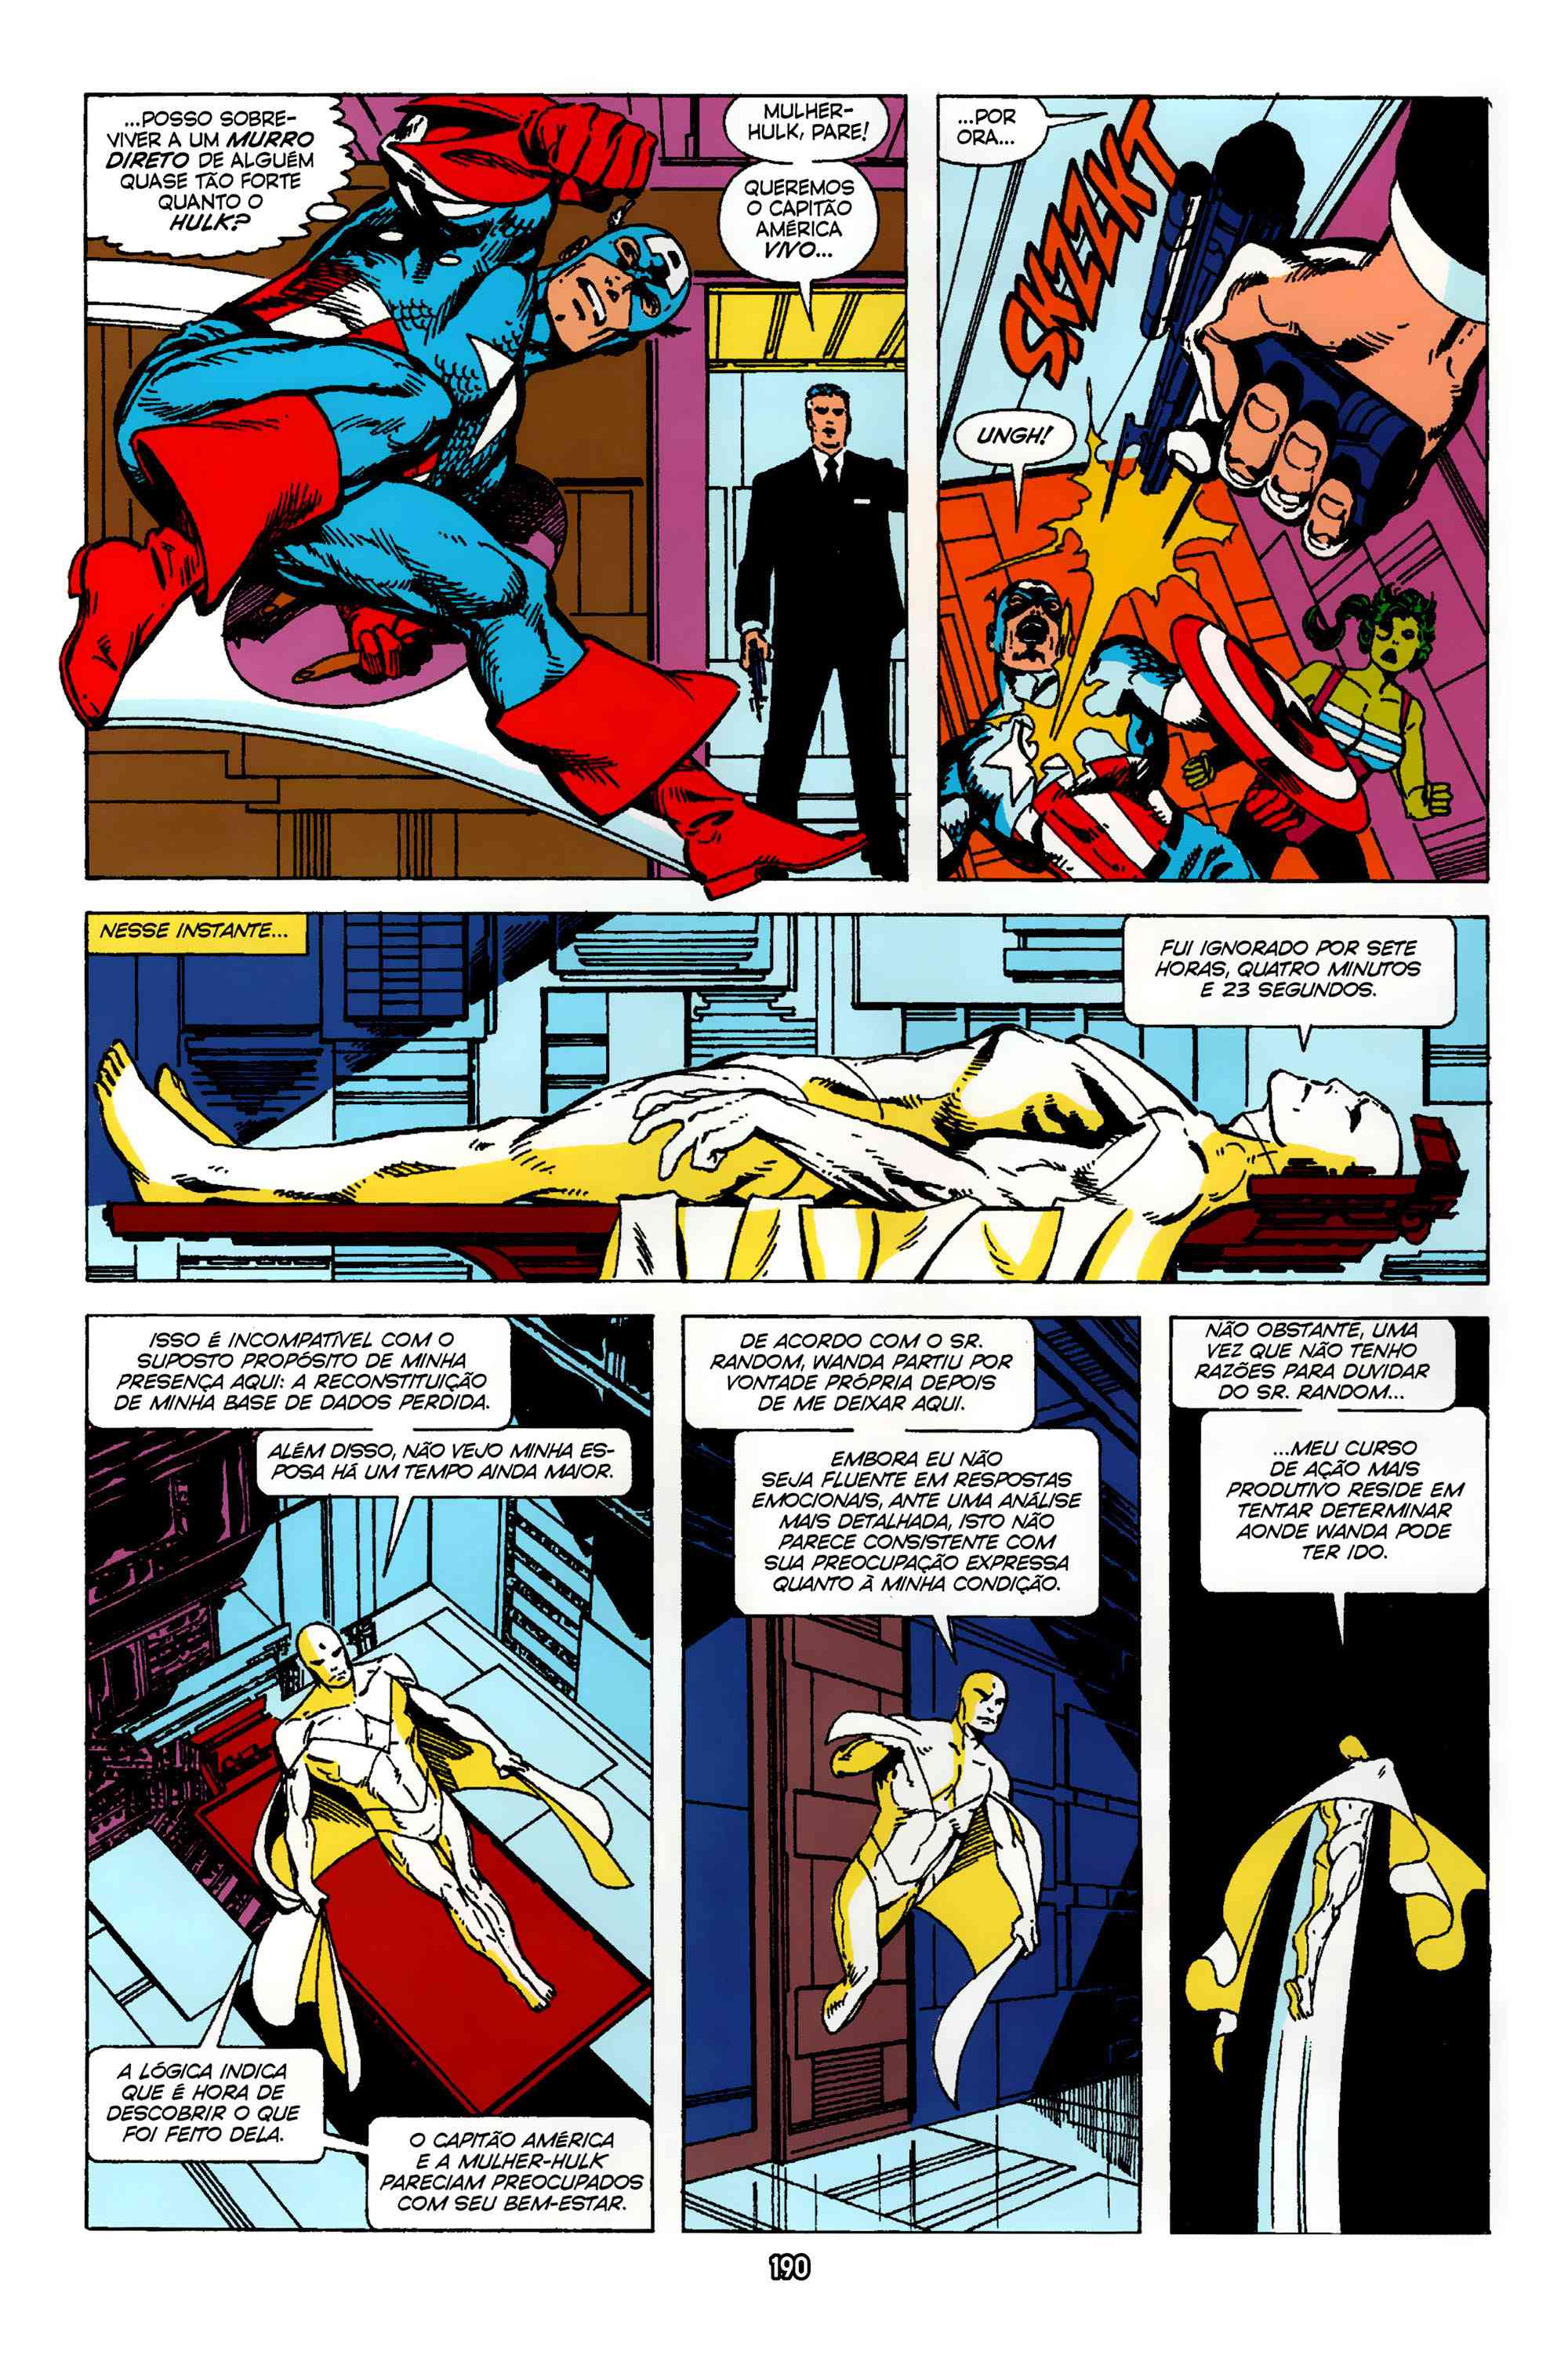 ...POSSO SOBRE-
VIVER A UM MURRO
DIRETO DE ALGUÉM
QUASE TÃO FORTE
QUANTO O
HULK?
MULHER-
HULK, PARE!
QUEREMOS
O CAPITÃO
AMÉRICA
VIVO...
...POR
ORA...
SKZZKT
UNGH!
NESSE INSTANTE...
FUI IGNORADO POR SETE
HORAS, QUATRO MINUTOS
E 23 SEGUNDOS.
ISSO É INCOMPATÍVEL COM O
SUPOSTO PROPÓSITO DE MINHA
PRESENÇA AQUI: A RECONSTITUIÇÃO
DE MINHA BASE DE DADOS PERDIDA.
ALÉM DISSO, NÃO VEJO MINHA ES-
POSA HÁ UM TEMPO AINDA MAIOR.
A LÓGICA INDICA
QUE É HORA DE
DESCOBRIR O QUE
FOI FEITO DELA.
O CAPITÃO AMÉRICA
E A MULHER-HULK
PARECIAM PREOCUPADOS
COM SEU BEM-ESTAR.
DE ACORDO COM O SR.
RANDOM, WANDA PARTIU POR
VONTADE PRÓPRIA DEPOIS
DE ME DEIXAR AQUI.
EMBORA EU NÃO
SEJA FLUENTE EM RESPOSTAS
EMOCIONAIS, ANTE UMA ANÁLISE
MAIS DETALHADA, ISTO NÃO
PARECE CONSISTENTE COM
SUA PREOCUPAÇÃO EXPRESSA
QUANTO À MINHA CONDIÇÃO.
NÃO OBSTANTE, UMA
VEZ QUE NÃO TENHO
RAZÕES PARA DUVIDAR
DO SR. RANDOM...
...MEU CURSO
DE AÇÃO MAIS
PRODUTIVO RESIDE EM
TENTAR DETERMINAR
AONDE WANDA PODE
TER IDO.
190